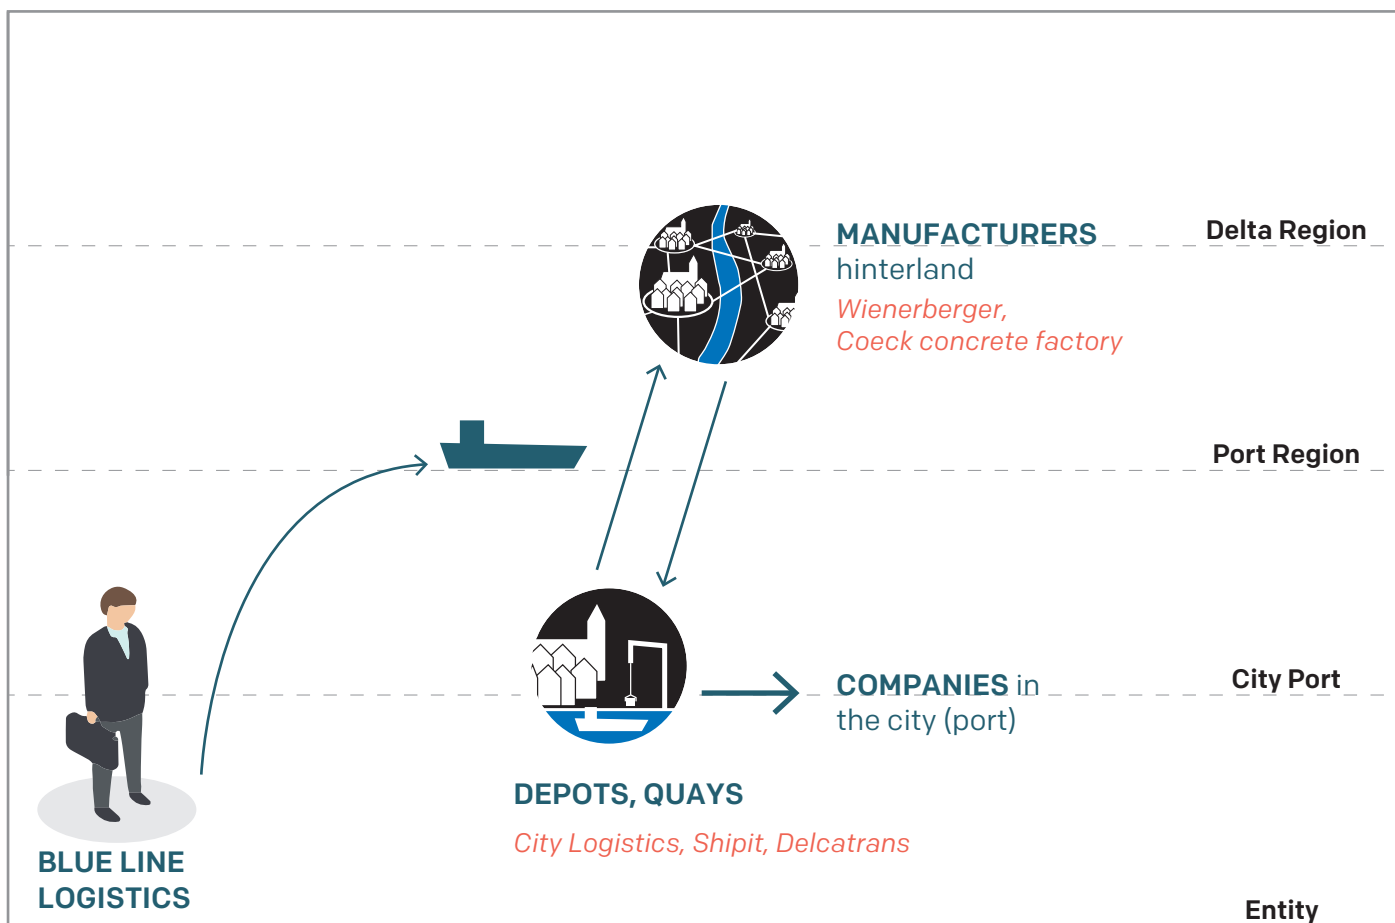 MANUFACTURERS
hinterland
Wienerberger,
Coeck concrete factory
Delta Region
Port Region
COMPANIES in
the city (port)
City Port
DEPOTS, QUAYS
City Logistics, Shipit, Delcatrans
BLUE LINE
LOGISTICS
Entity